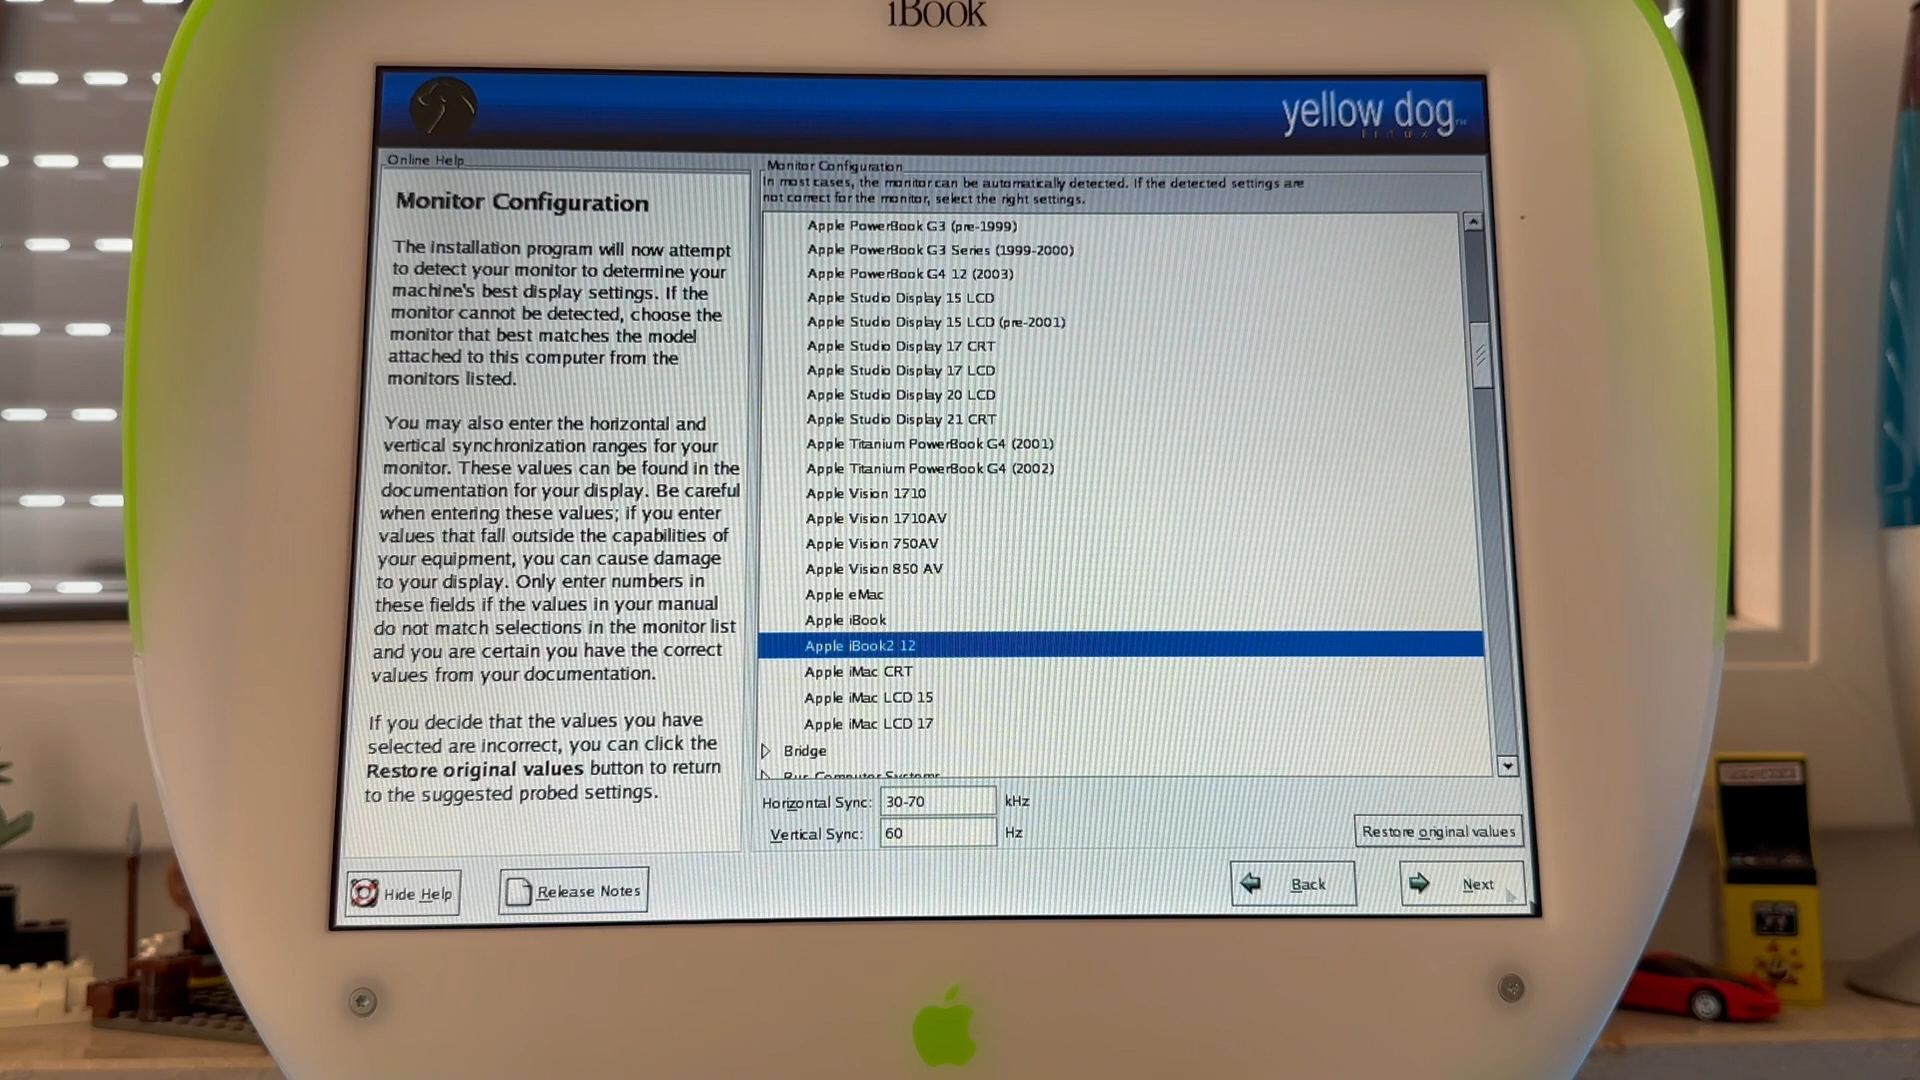 iBook
yellow dog
linux
Online Help
Monitor Configuration
The installation program will now attempt
to detect your monitor to determine your
machine's best display settings. If the
monitor cannot be detected, choose the
monitor that best matches the model
attached to this computer from the
monitors listed.
You may also enter the horizontal and
vertical synchronization ranges for your
monitor. These values can be found in the
documentation for your display. Be careful
when entering these values; if you enter
values that fall outside the capabilities of
your equipment, you can cause damage
to your display. Only enter numbers in
these fields if the values in your manual
do not match selections in the monitor list
and you are certain you have the correct
values from your documentation.
If you decide that the values you have
selected are incorrect, you can click the
Restore original values button to return
to the suggested probed settings.
Monitor Configuration
In most cases, the monitor can be automatically detected. If the detected settings are
not correct for the monitor, select the right settings.
Apple PowerBook G3 (pre-1999)
Apple PowerBook G3 Series (1999-2000)
Apple PowerBook G4 12 (2003)
Apple Studio Display 15 LCD
Apple Studio Display 15 LCD (pre-2001)
Apple Studio Display 17 CRT
Apple Studio Display 17 LCD
Apple Studio Display 20 LCD
Apple Studio Display 21 CRT
Apple Titanium PowerBook G4 (2001)
Apple Titanium PowerBook G4 (2002)
Apple Vision 1710
Apple Vision 1710AV
Apple Vision 750AV
Apple Vision 850 AV
Apple eMac
Apple iBook
Apple iBook2 12
Apple iMac CRT
Apple iMac LCD 15
Apple iMac LCD 17
Bridge
Bus Computer Systems
Horizontal Sync: 30-70 kHz
Vertical Sync: 60 Hz
Restore original values
Hide Help
Release Notes
Back
Next